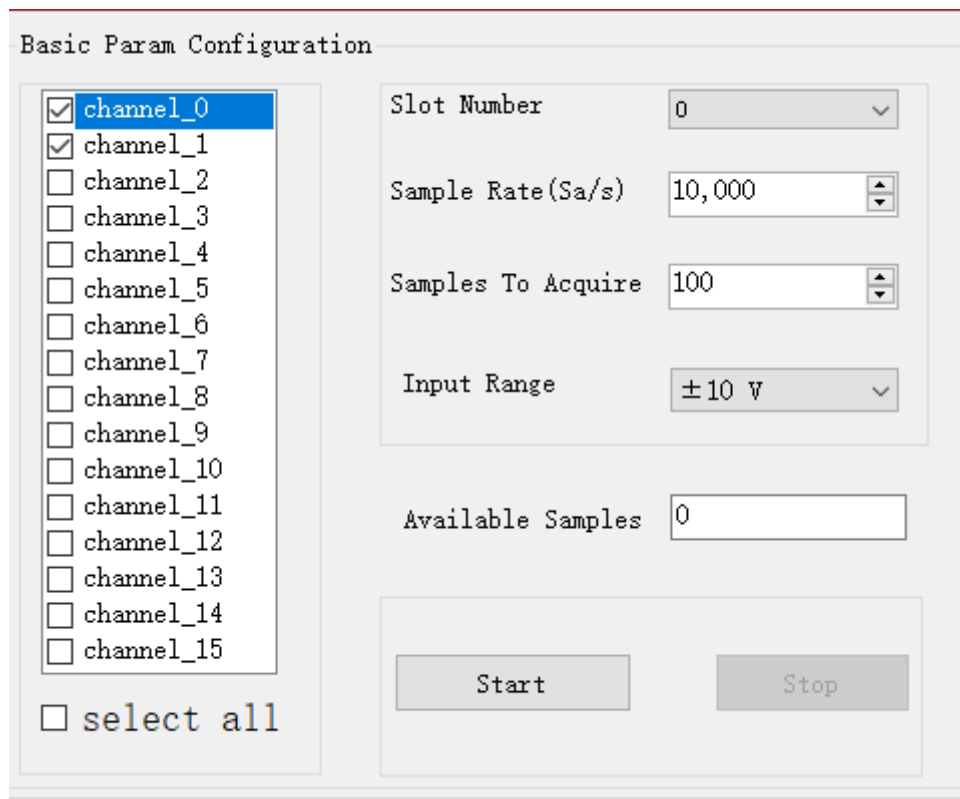 Basic Param Configuration
channel_0
channel_1
channel_2
channel_3
channel_4
channel_5
channel_6
channel_7
channel_8
channel_9
channel_10
channel_11
channel_12
channel_13
channel_14
channel_15
select all
Slot Number 0
Sample Rate(Sa/s) 10,000
Samples To Acquire 100
Input Range ±10 V
Available Samples 0
Start Stop